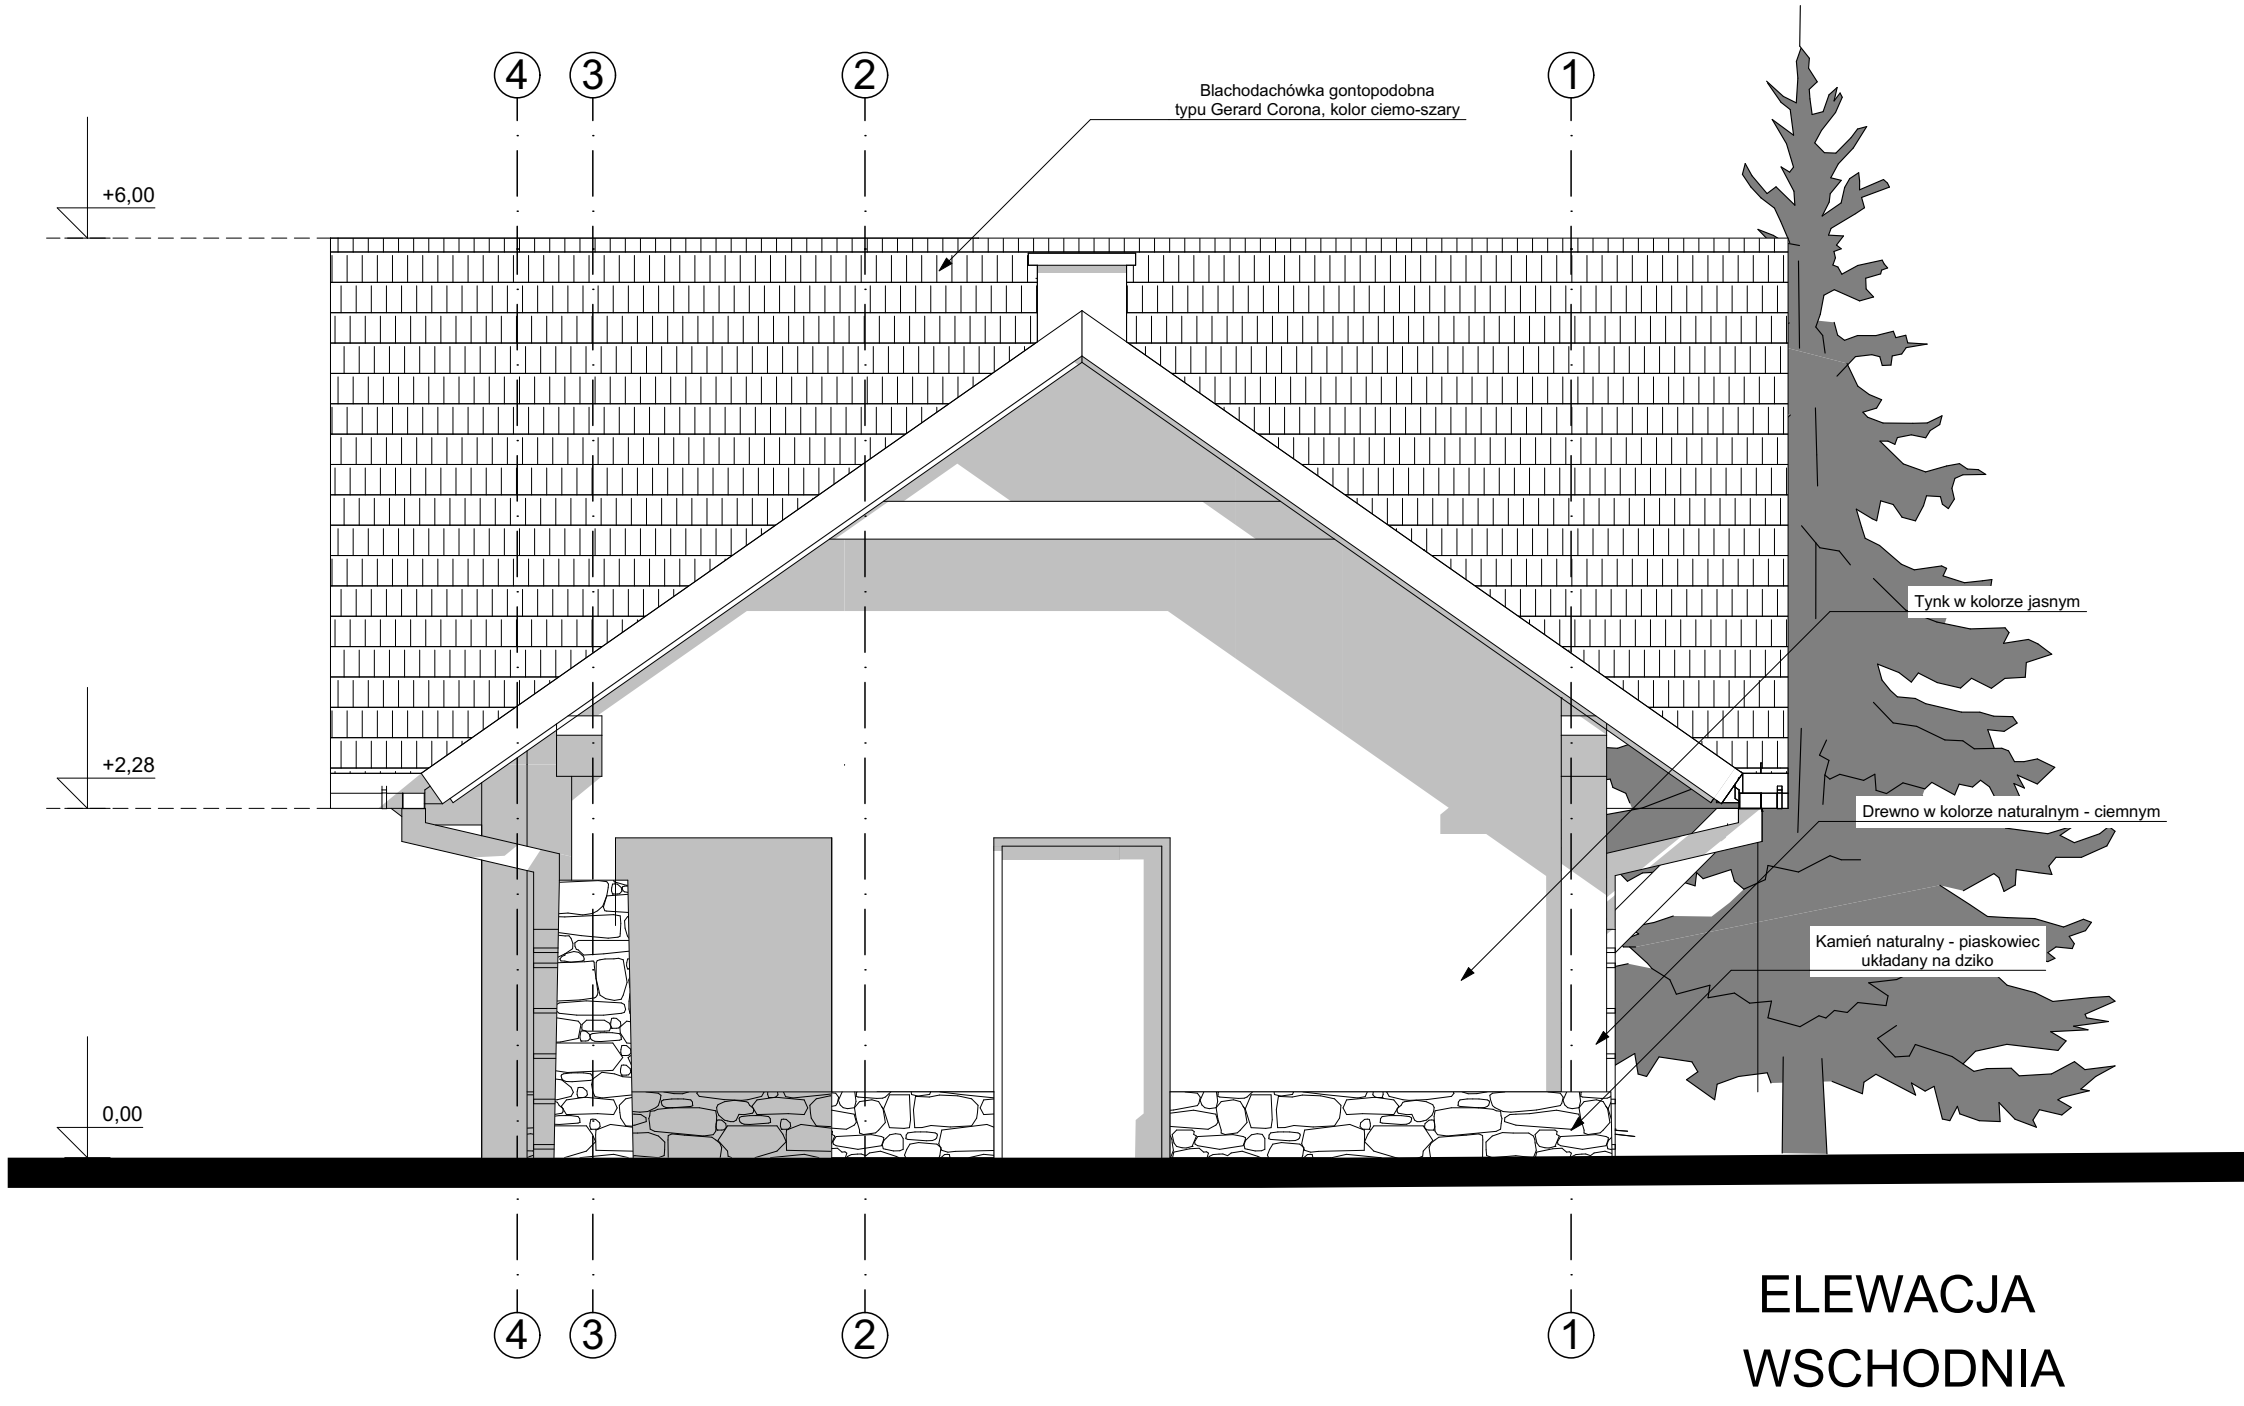 4
3
2
1
Blachodachówka gontopodobna
typu Gerard Corona, kolor ciemo-szary
+6,00
Tynk w kolorze jasnym
+2,28
Drewno w kolorze naturalnym - ciemnym
Kamień naturalny - piaskowiec
układany na dziko
0,00
4
3
2
1
ELEWACJA
WSCHODNIA